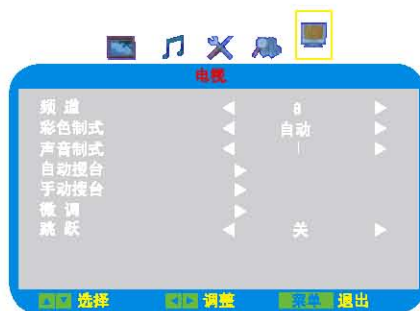 电视
频 道 8
彩色制式 自动
声音制式 I
自动搜台
手动搜台
微 调
跳 跃 关
选择 调整 菜单 退出